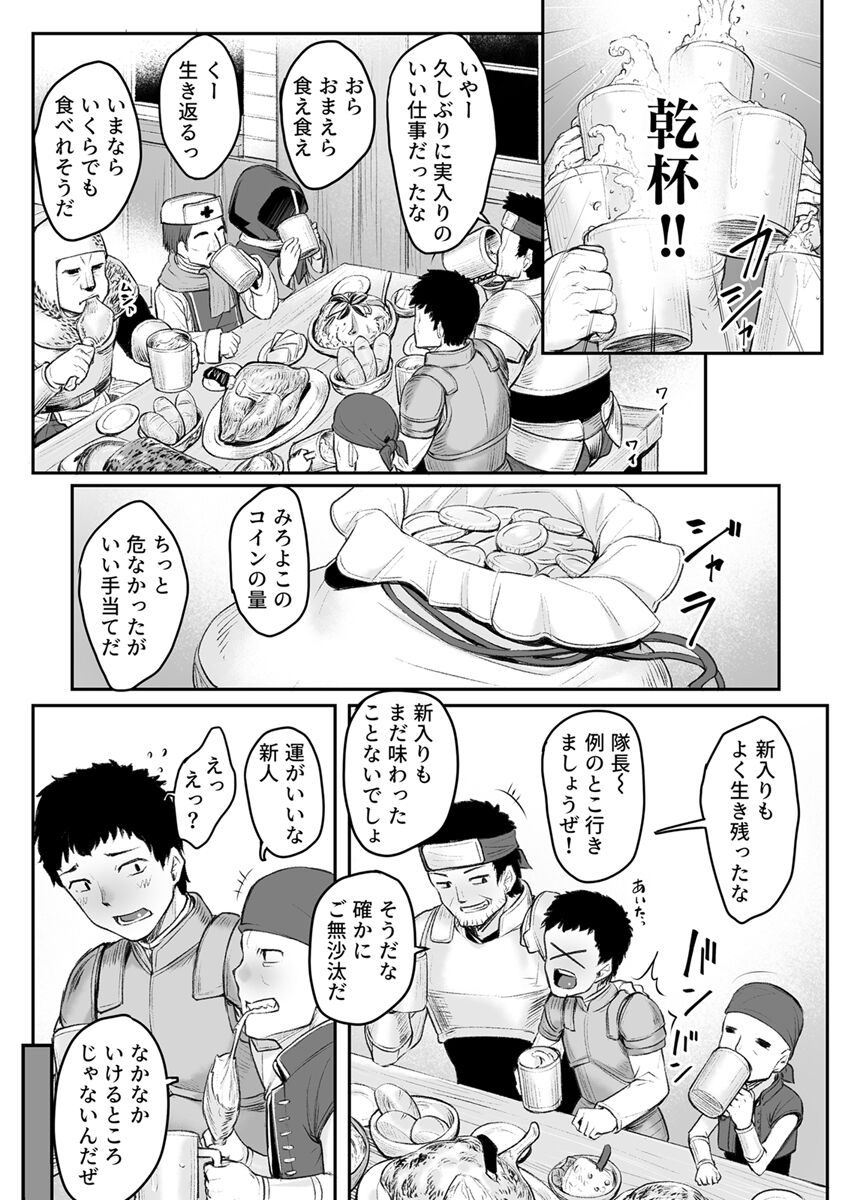 乾杯!!
ガシャ
いやー
久しぶりに実入りの
いい仕事だったな
おら
おまえら
食え食え
くー
生き返るっ
いまなら
いくらでも
食べれそうだ
ムシャ
ワイ
ワイ
みろよこの
コインの量
ちっと
危なかったが
いい手当てだ
ジャラ
新入りも
よく生き残ったな
バンバン
あいたっ
隊長〜
例のとこ行き
ましょうぜ!
新入りも
まだ味わった
ことないでしょ
そうだな
確かに
ご無沙汰だ
運がいいな
新人
えっ
えっ?
なかなか
いけるところ
じゃないんだぜ